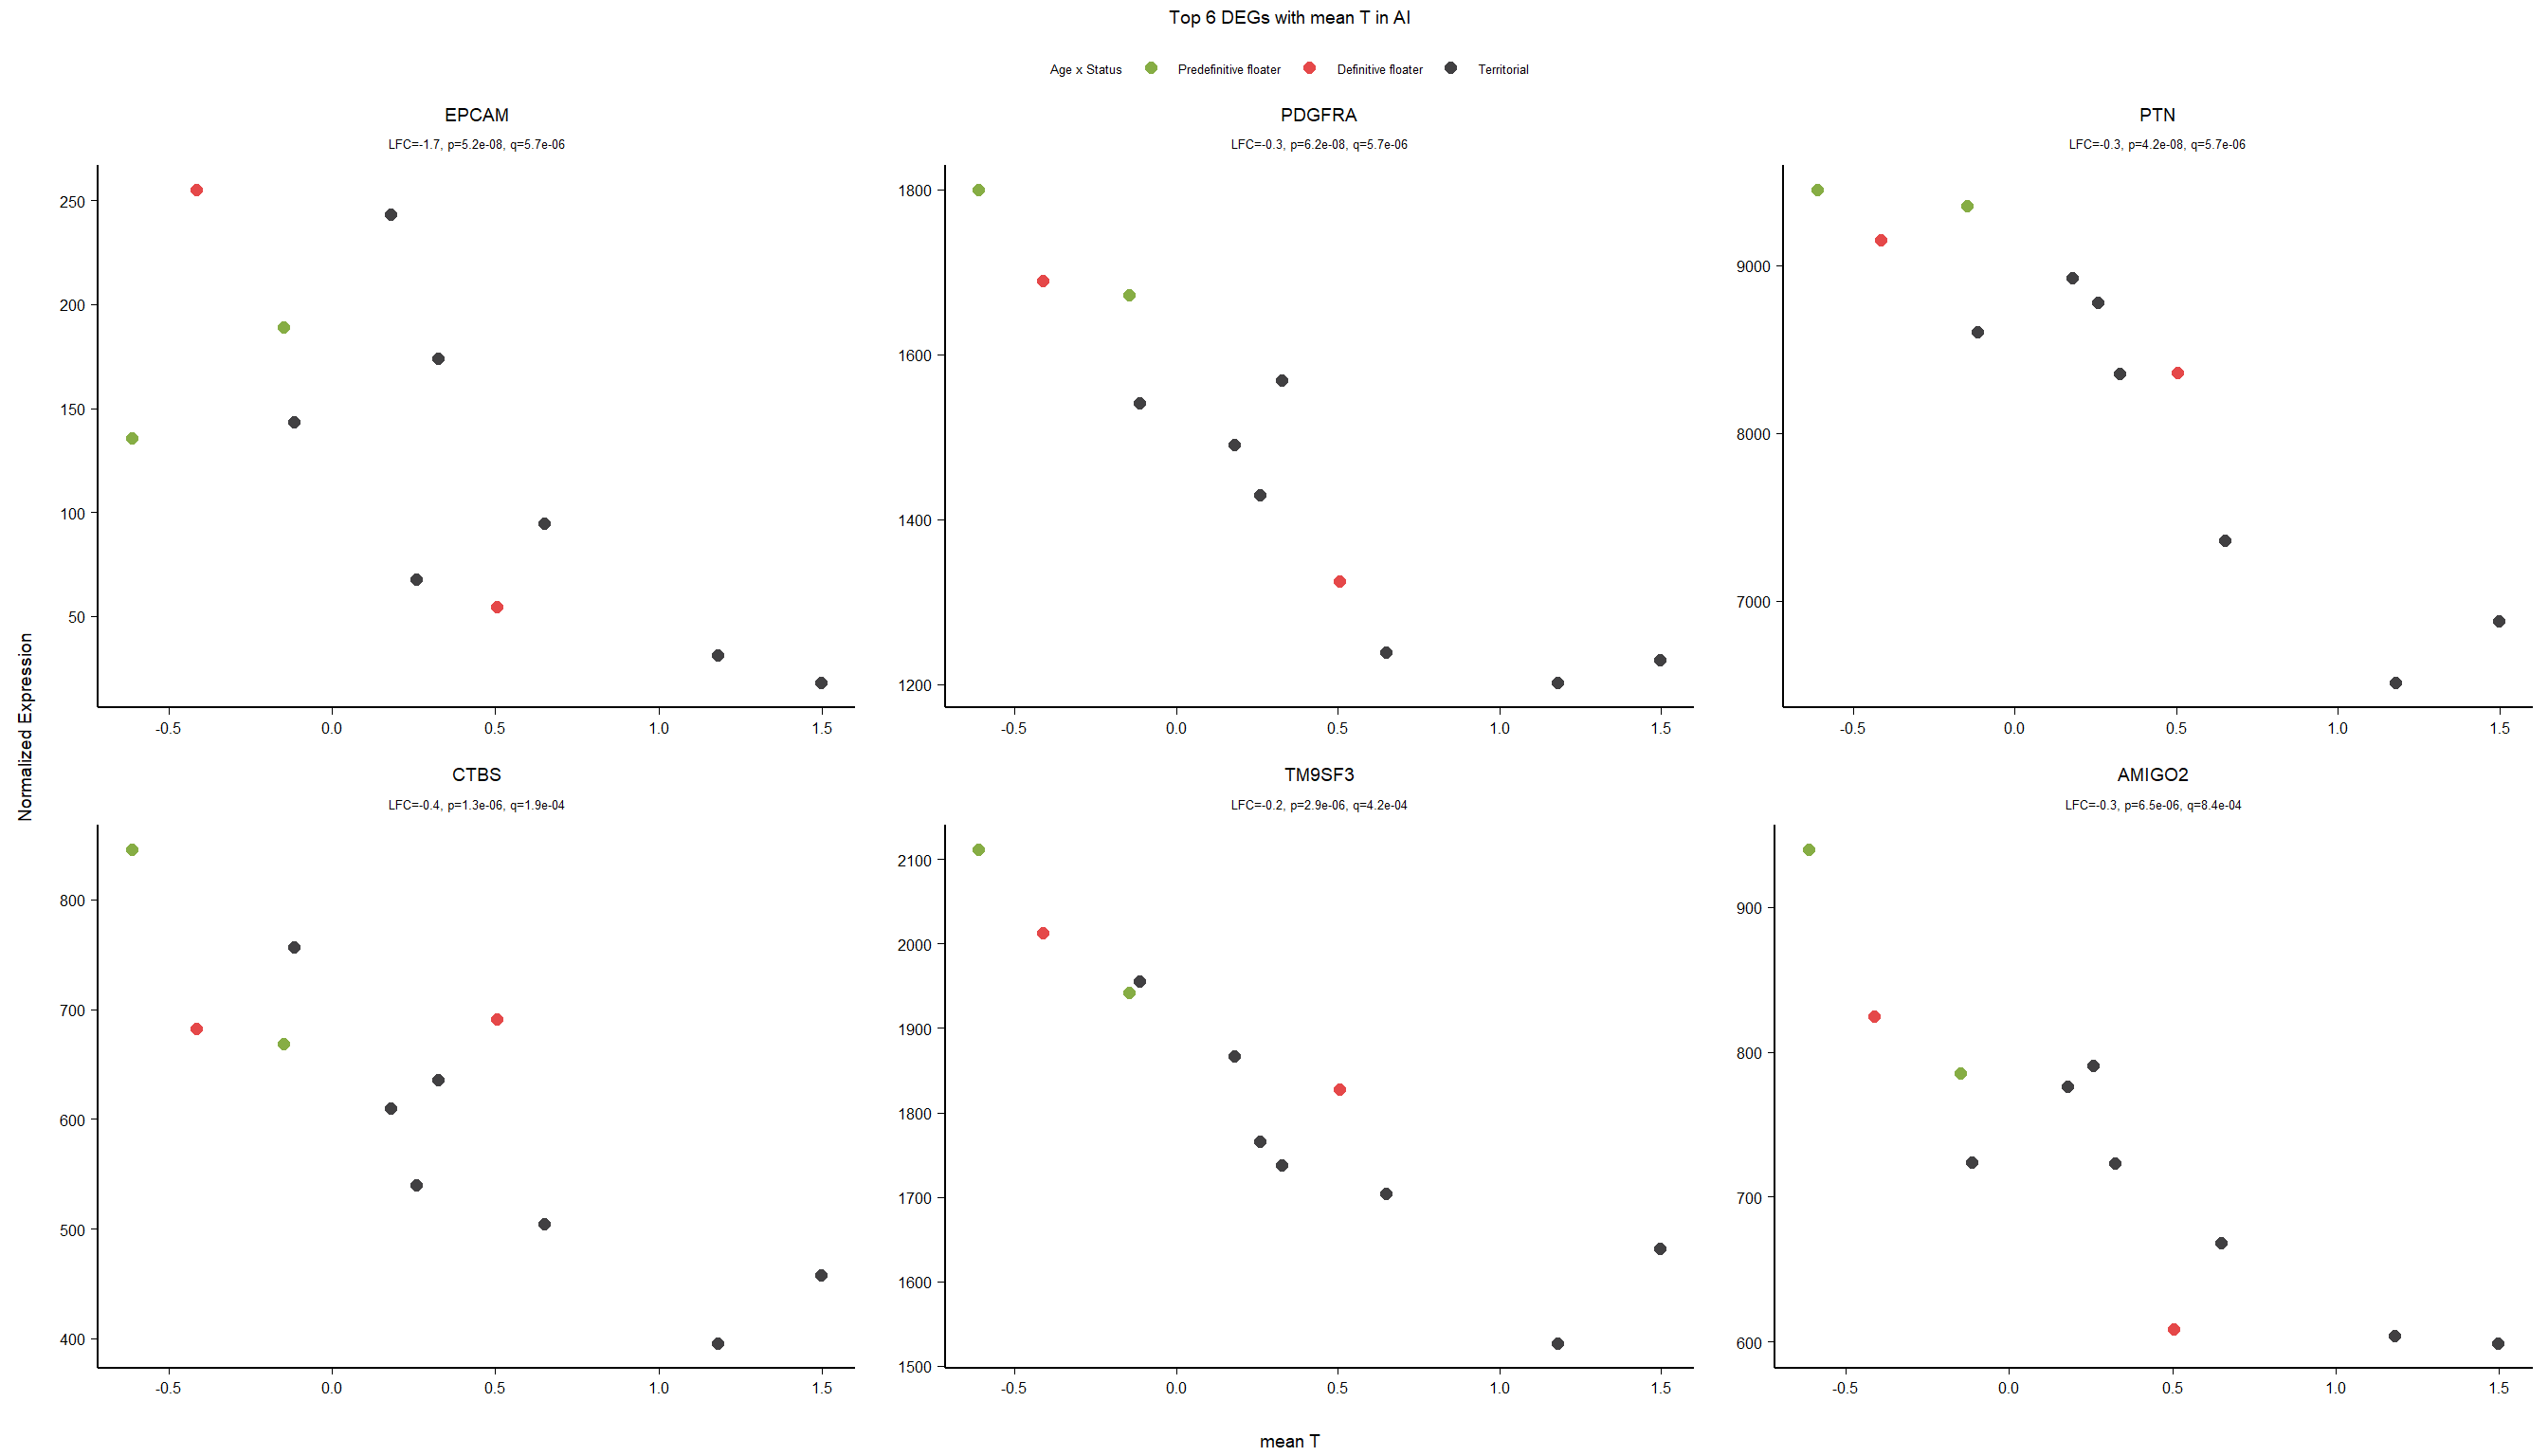 Top 6 DEGs with mean T in AI
Age x Status Predefinitive floater Definitive floater Territorial
EPCAM
LFC=-1.7, p=5.2e-08, q=5.7e-06
250
200
150
100
50
-0.5 0.0 0.5 1.0 1.5
PDGFRA
LFC=-0.3, p=6.2e-08, q=5.7e-06
1800
1600
1400
1200
-0.5 0.0 0.5 1.0 1.5
PTN
LFC=-0.3, p=4.2e-08, q=5.7e-06
9000
8000
7000
-0.5 0.0 0.5 1.0 1.5
Normalized Expression
CTBS
LFC=-0.4, p=1.3e-06, q=1.9e-04
800
700
600
500
400
-0.5 0.0 0.5 1.0 1.5
TM9SF3
LFC=-0.2, p=2.9e-06, q=4.2e-04
2100
2000
1900
1800
1700
1600
1500
-0.5 0.0 0.5 1.0 1.5
AMIGO2
LFC=-0.3, p=6.5e-06, q=8.4e-04
900
800
700
600
-0.5 0.0 0.5 1.0 1.5
mean T